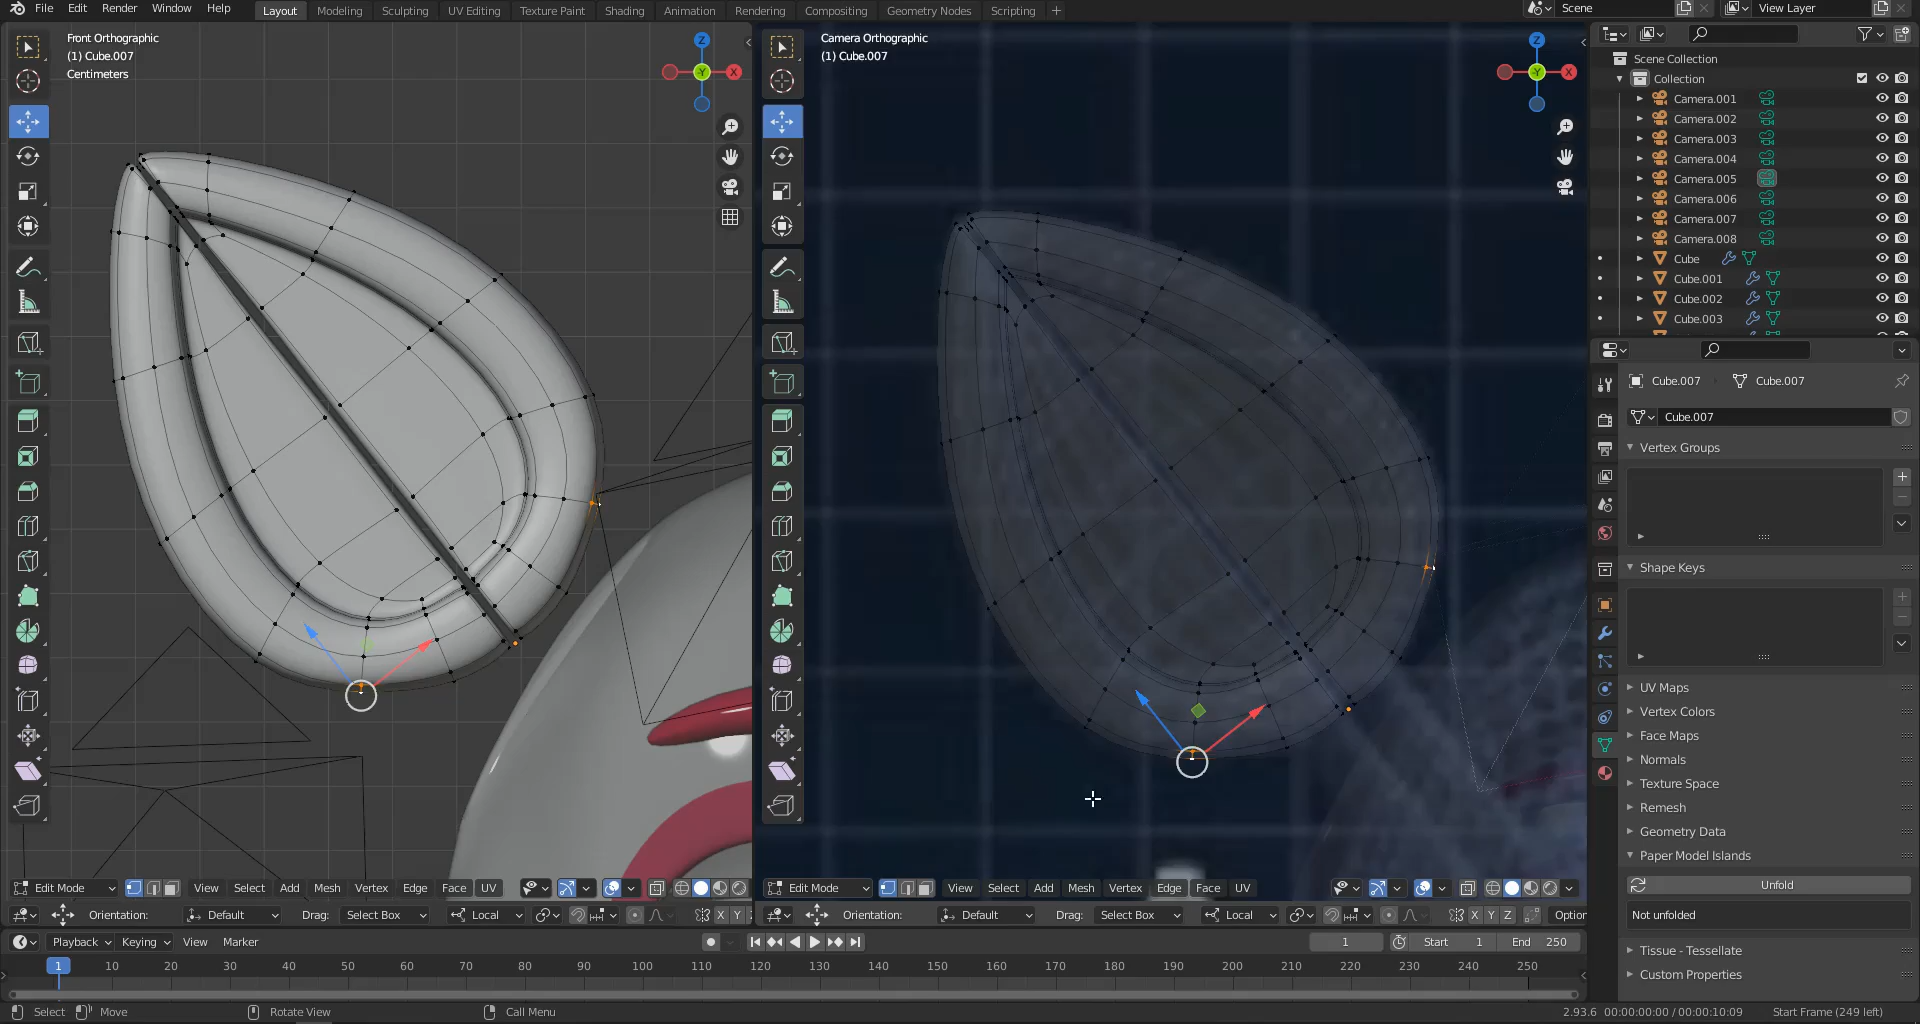 File Edit Render Window Help
Layout Modeling Sculpting UV Editing Texture Paint Shading Animation Rendering Compositing Geometry Nodes Scripting +
Scene
View Layer
Front Orthographic
(1) Cube.007
Centimeters
Z
Y
X
Camera Orthographic
(1) Cube.007
Z
Y
X
Scene Collection
Collection
Camera.001
Camera.002
Camera.003
Camera.004
Camera.005
Camera.006
Camera.007
Camera.008
Cube
Cube.001
Cube.002
Cube.003
Cube.007 Cube.007
Cube.007
Vertex Groups
Shape Keys
UV Maps
Vertex Colors
Face Maps
Normals
Texture Space
Remesh
Geometry Data
Paper Model Islands
Unfold
Not unfolded
Tissue - Tessellate
Custom Properties
Edit Mode View Select Add Mesh Vertex Edge Face UV
Orientation: Default Drag: Select Box Local X Y
Edit Mode View Select Add Mesh Vertex Edge Face UV
Orientation: Default Drag: Select Box Local X Y Z Option
Playback Keying View Marker
1 Start 1 End 250
1 10 20 30 40 50 60 70 80 90 100 110 120 130 140 150 160 170 180 190 200 210 220 230 240 250
Select Move Rotate View Call Menu
2.93.6 00:00:00:00 / 00:00:10:09 Start Frame (249 left)